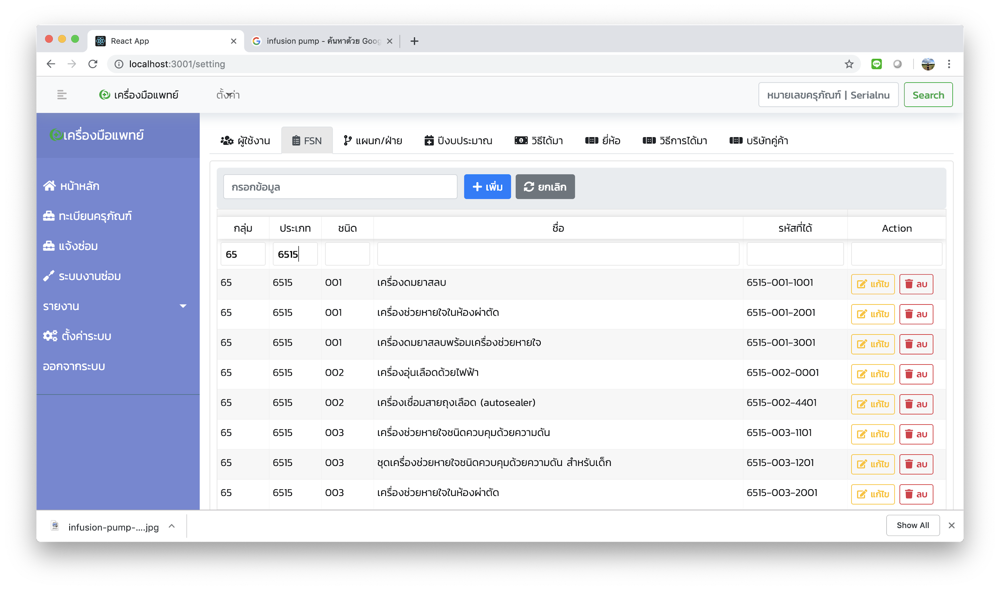 React App
infusion pump - ค้นหาด้วย Goog
localhost:3001/setting
เครื่องมือแพทย์
ตั้งค่า
หมายเลขครุภัณฑ์ | Serialnu
Search
เครื่องมือแพทย์
หน้าหลัก
ทะเบียนครุภัณฑ์
แจ้งซ่อม
ระบบงานซ่อม
รายงาน
ตั้งค่าระบบ
ออกจากระบบ
ผู้ใช้งาน FSN แผนก/ฝ่าย ปีงบประมาณ วิธีได้มา ยี่ห้อ วิธีการได้มา บริษัทคู่ค้า
กรอกข้อมูล เพิ่ม ยกเลิก
กลุ่ม ประเภท ชนิด ชื่อ รหัสที่ได้ Action
65 6515
65 6515 001 เครื่องดมยาสลบ 6515-001-1001 แก้ไข ลบ
65 6515 001 เครื่องช่วยหายใจในห้องผ่าตัด 6515-001-2001 แก้ไข ลบ
65 6515 001 เครื่องดมยาสลบพร้อมเครื่องช่วยหายใจ 6515-001-3001 แก้ไข ลบ
65 6515 002 เครื่องอุ่นเลือดด้วยไฟฟ้า 6515-002-0001 แก้ไข ลบ
65 6515 002 เครื่องเชื่อมสายถุงเลือด (autosealer) 6515-002-4401 แก้ไข ลบ
65 6515 003 เครื่องช่วยหายใจชนิดควบคุมด้วยความดัน 6515-003-1101 แก้ไข ลบ
65 6515 003 ชุดเครื่องช่วยหายใจชนิดควบคุมด้วยความดัน สำหรับเด็ก 6515-003-1201 แก้ไข ลบ
65 6515 003 เครื่องช่วยหายใจในห้องผ่าตัด 6515-003-2001 แก้ไข ลบ
infusion-pump-....jpg
Show All